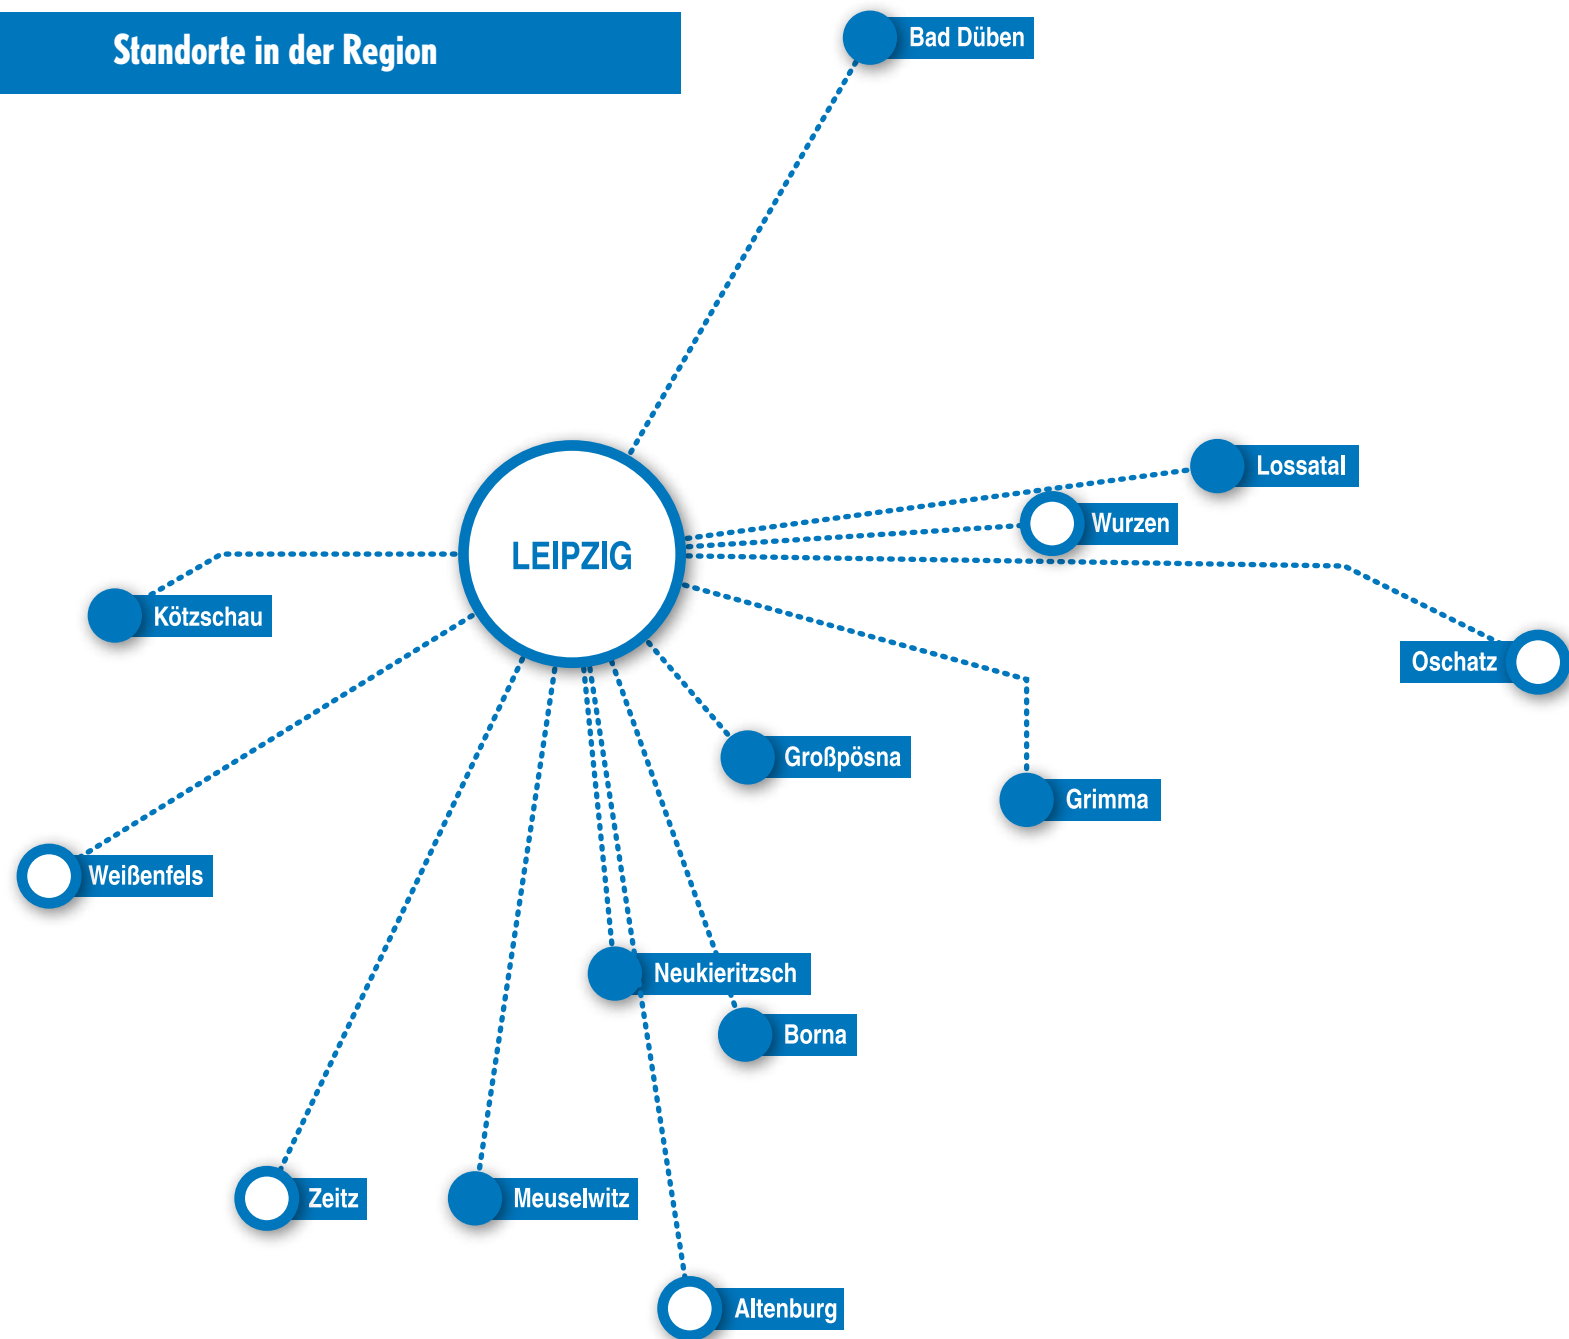 Standorte in der Region
Bad Düben
Lossatal
Wurzen
LEIPZIG
Kötzschau
Oschatz
Großpösna
Grimma
Weißenfels
Neukieritzsch
Borna
Zeitz
Meuselwitz
Altenburg